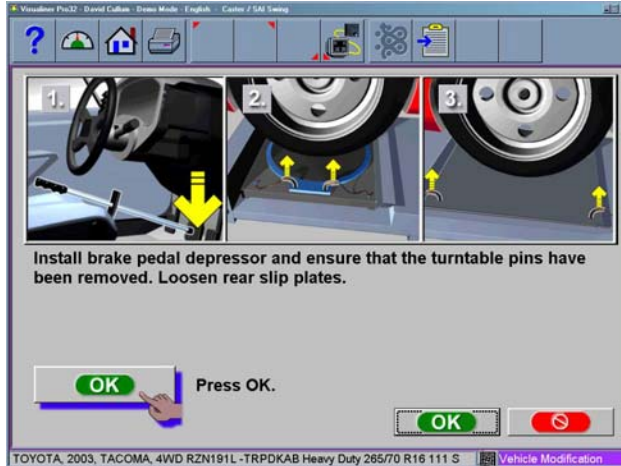 Visualiner Pro32 - David Cullum - Demo Mode - English - Caster / SAI Swing
?
1.
2.
3.
Install brake pedal depressor and ensure that the turntable pins have
been removed. Loosen rear slip plates.
OK
Press OK.
OK
TOYOTA, 2003, TACOMA, 4WD RZN191L -TRPDKAB Heavy Duty 265/70 R16 111 S
Vehicle Modification